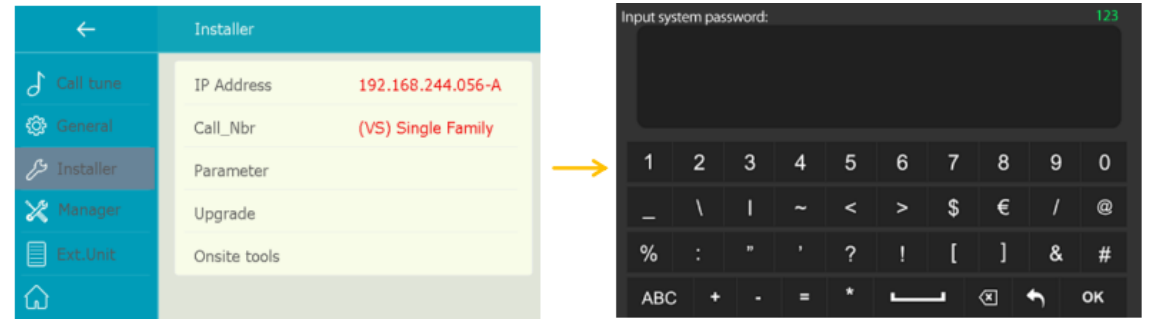 Installer
Call tune
General
Installer
Manager
Ext.Unit
IP Address 192.168.244.056-A
Call_Nbr (VS) Single Family
Parameter
Upgrade
Onsite tools
Input system password: 123
1 2 3 4 5 6 7 8 9 0
_ \ | ~ < > $ € / @
% : " ' ? ! [ ] & #
ABC + - = * OK